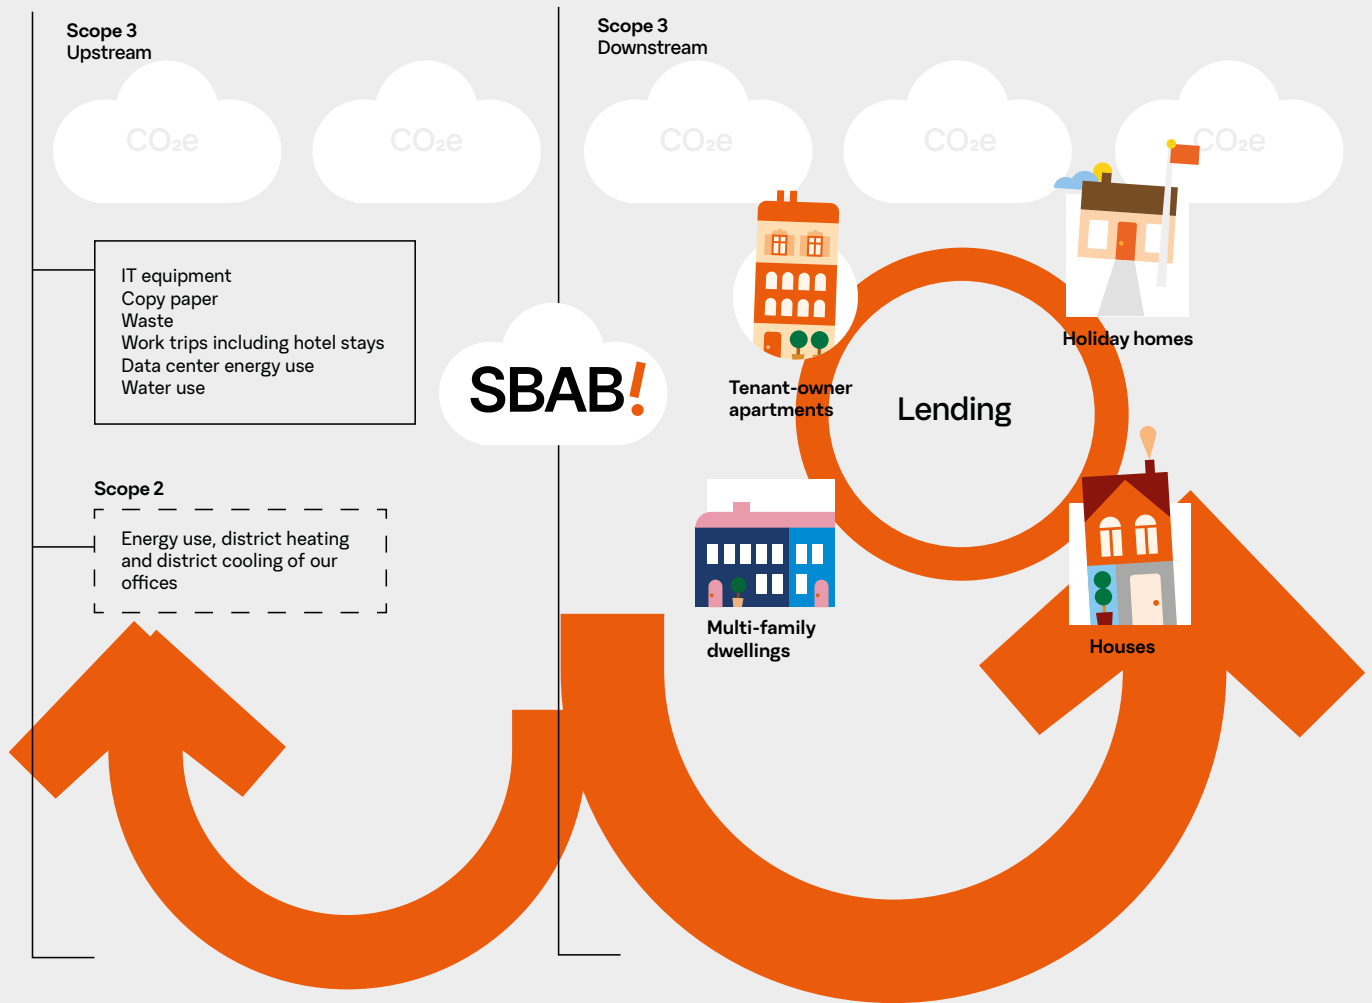 Scope 3
Upstream
CO₂e
CO₂e
IT equipment
Copy paper
Waste
Work trips including hotel stays
Data center energy use
Water use
Scope 2
Energy use, district heating
and district cooling of our
offices
SBAB!
Scope 3
Downstream
CO₂e
CO₂e
CO₂e
Holiday homes
Tenant-owner
apartments
Lending
Multi-family
dwellings
Houses